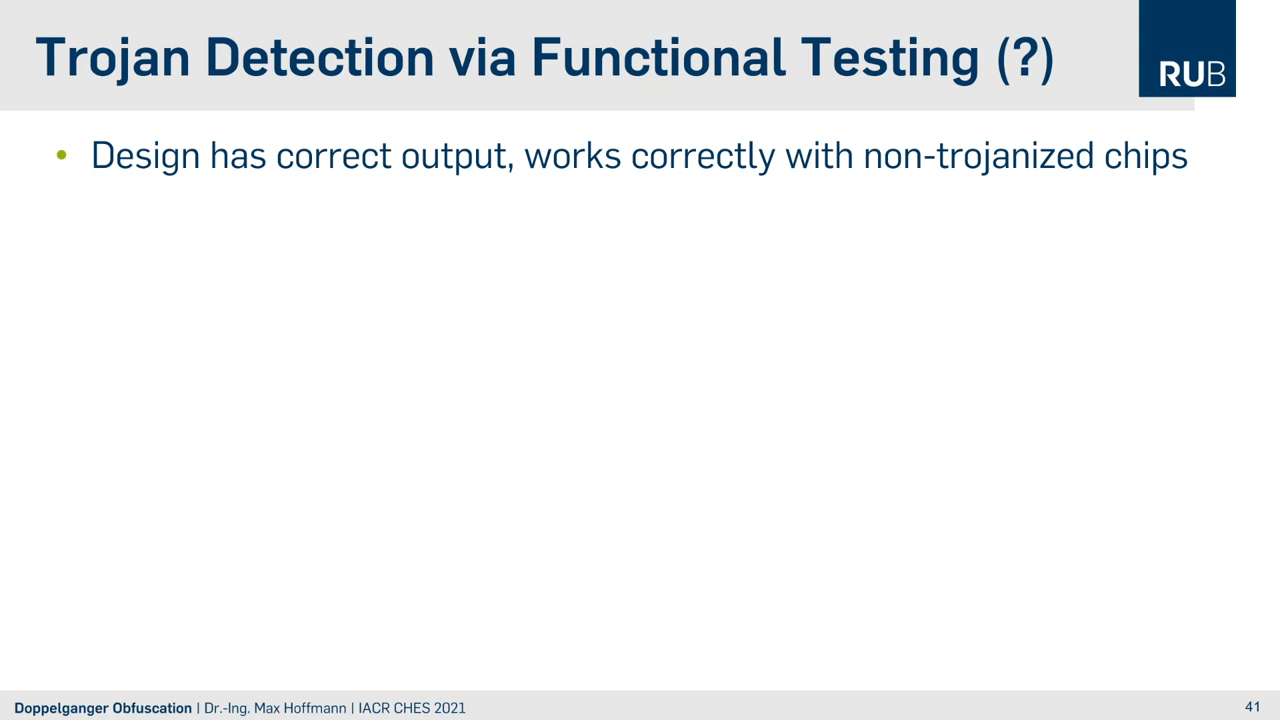 Trojan Detection via Functional Testing (?)
RUB
• Design has correct output, works correctly with non-trojanized chips
Doppelganger Obfuscation | Dr.-Ing. Max Hoffmann | IACR CHES 2021
41